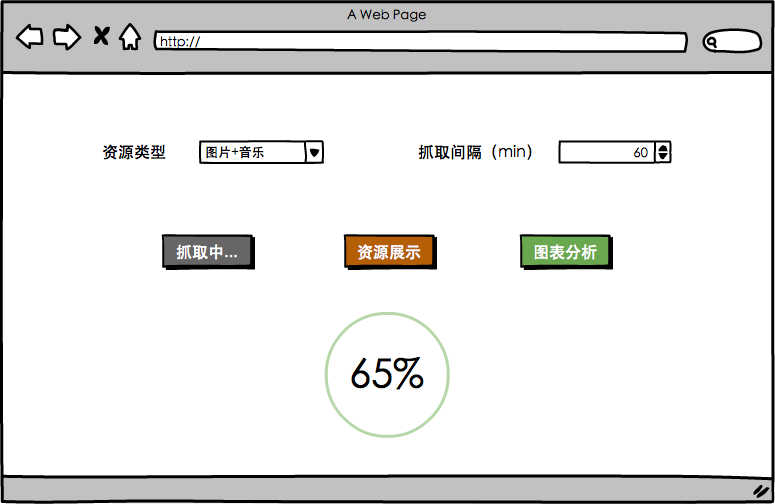 A Web Page
http://
资源类型
图片+音乐
抓取间隔（min）
60
抓取中...
资源展示
图表分析
65%